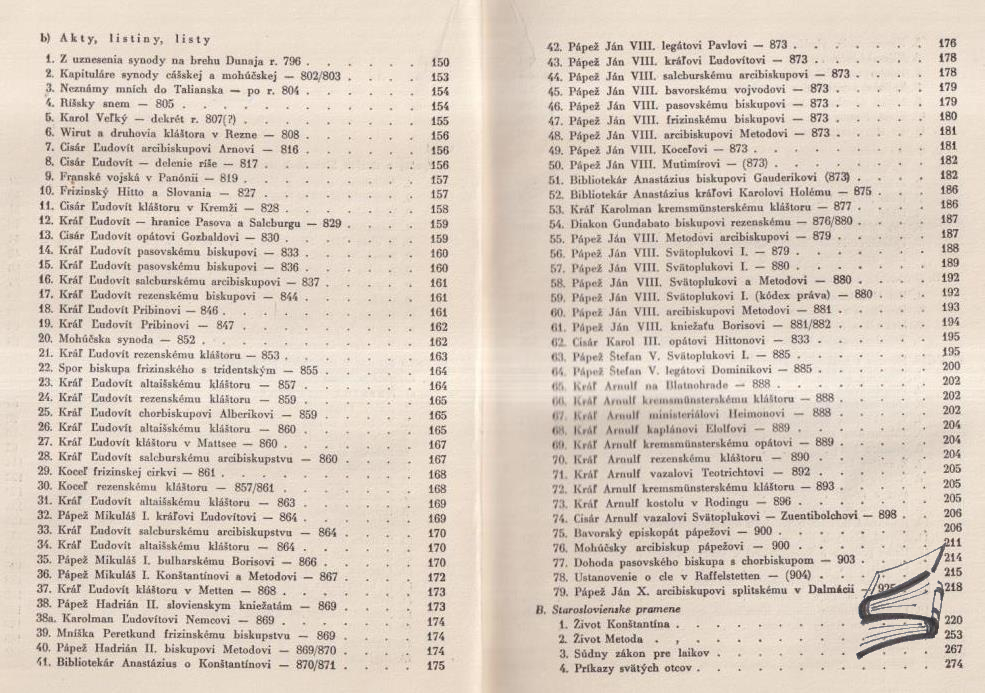 b) Akty, listiny, listy
1. Z uznesenia synody na brehu Dunaja r. 796 . . . . . . 150
2. Kapituláre synody cášskej a mohúčskej — 802/803 . . . . . 153
3. Neznámy mních do Talianska — po r. 804 . . . . . . 154
4. Ríšsky snem — 805 . . . . . . . . . . 154
5. Karol Veľký — dekrét r. 807(?) . . . . . . . . 155
6. Wirut a druhovia kláštora v Rezne — 808 . . . . . . 156
7. Cisár Ľudovít arcibiskupovi Arnovi — 816 . . . . . . 156
8. Cisár Ľudovít — delenie ríše — 817 . . . . . . . 156
9. Franské vojská v Panónii — 819 . . . . . . . . 157
10. Frizinský Hitto a Slovania — 827 . . . . . . . 157
11. Cisár Ľudovít kláštoru v Kremži — 828 . . . . . . 158
12. Kráľ Ľudovít — hranice Pasova a Salcburgu — 829 . . . . 159
13. Cisár Ľudovít opátovi Gozbaldovi — 830 . . . . . . 159
14. Kráľ Ľudovít pasovskému biskupovi — 833 . . . . . . 160
15. Kráľ Ľudovít pasovskému biskupovi — 836 . . . . . . 160
16. Kráľ Ľudovít salcburskému arcibiskupovi — 837 . . . . . 161
17. Kráľ Ľudovít rezenskému biskupovi — 844 . . . . . . 161
18. Kráľ Ľudovít Pribinovi — 846 . . . . . . . . 161
19. Kráľ Ľudovít Pribinovi — 847 . . . . . . . . 162
20. Mohúčska synoda — 852 . . . . . . . . . 162
21. Kráľ Ľudovít rezenskému kláštoru — 853 . . . . . . 163
22. Spor biskupa frizinského s tridentským — 855 . . . . . 164
23. Kráľ Ľudovít altaišskému kláštoru — 857 . . . . . . 164
24. Kráľ Ľudovít rezenskému kláštoru — 859 . . . . . . 165
25. Kráľ Ľudovít chorbiskupovi Alberikovi — 859 . . . . . 165
26. Kráľ Ľudovít altaišskému kláštoru — 860 . . . . . . 165
27. Kráľ Ľudovít kláštoru v Mattsee — 860 . . . . . . 167
28. Kráľ Ľudovít salcburskému arcibiskupstvu — 860 . . . . 167
29. Koceľ frizinskej cirkvi — 861 . . . . . . . . 168
30. Koceľ rezenskému kláštoru — 857/861 . . . . . . 168
31. Kráľ Ľudovít altaišskému kláštoru — 863 . . . . . . 169
32. Pápež Mikuláš I. kráľovi Ľudovítovi — 864 . . . . . . 169
33. Kráľ Ľudovít salcburskému arcibiskupstvu — 864 . . . . 170
34. Kráľ Ľudovít altaišskému kláštoru — 864 . . . . . . 170
35. Pápež Mikuláš I. bulharskému Borisovi — 866 . . . . . 170
36. Pápež Mikuláš I. Konštantínovi a Metodovi — 867 . . . . 172
37. Kráľ Ľudovít kláštoru v Metten — 868 . . . . . . 173
38. Pápež Hadrián II. slovienskym kniežatám — 869 . . . . . 173
38a. Karolman Ľudovítovi Nemcovi — 869 . . . . . . . 174
39. Mníška Peretkund frizinskému biskupstvu — 869 . . . . . 174
40. Pápež Hadrián II. biskupovi Metodovi — 869/870 . . . . . 174
41. Bibliotekár Anastázius o Konštantínovi — 870/871 . . . . . 175
42. Pápež Ján VIII. legátovi Pavlovi — 873 . . . . . . . 176
43. Pápež Ján VIII. kráľovi Ľudovítovi — 873 . . . . . . 178
44. Pápež Ján VIII. salcburskému arcibiskupovi — 873 . . . . 178
45. Pápež Ján VIII. bavorskému vojvodovi — 873 . . . . . 179
46. Pápež Ján VIII. pasovskému biskupovi — 873 . . . . . 179
47. Pápež Ján VIII. frizinskému biskupovi — 873 . . . . . 180
48. Pápež Ján VIII. arcibiskupovi Metodovi — 873 . . . . . 181
49. Pápež Ján VIII. Koceľovi — 873 . . . . . . . . 181
50. Pápež Ján VIII. Mutimírovi — (873) . . . . . . . 182
51. Bibliotekár Anastázius biskupovi Gauderikovi (873) . . . . 182
52. Bibliotekár Anastázius kráľovi Karolovi Holému — 875 . . . 186
53. Kráľ Karolman kremsmünsterskému kláštoru — 877 . . . . 186
54. Diakon Gundabato biskupovi rezenskému — 876/880 . . . . 187
55. Pápež Ján VIII. Metodovi arcibiskupovi — 879 . . . . . 187
56. Pápež Ján VIII. Svätoplukovi I. — 879 . . . . . . . 188
57. Pápež Ján VIII. Svätoplukovi I. — 880 . . . . . . . 189
58. Pápež Ján VIII. Svätoplukovi a Metodovi — 880 . . . . . 192
59. Pápež Ján VIII. Svätoplukovi I. (kódex práva) — 880 . . . 192
60. Pápež Ján VIII. arcibiskupovi Metodovi — 881 . . . . . 193
61. Pápež Ján VIII. kniežaťu Borisovi — 881/882 . . . . . 194
62. Cisár Karol III. opátovi Hittonovi — 833 . . . . . . 195
63. Pápež Štefan V. Svätoplukovi I. — 885 . . . . . . . 195
64. Pápež Štefan V. legátovi Dominikovi — 885 . . . . . . 200
65. Kráľ Arnulf na Blatnohrade — 888 . . . . . . . 202
66. Kráľ Arnulf kremsmünsterskému kláštoru — 888 . . . . . 202
67. Kráľ Arnulf ministeriálovi Heimonovi — 888 . . . . . . 202
68. Kráľ Arnulf kaplánovi Elolfovi — 889 . . . . . . . 204
69. Kráľ Arnulf kremsmünsterskému opátovi — 889 . . . . . 204
70. Kráľ Arnulf rezenskému kláštoru — 890 . . . . . . 204
71. Kráľ Arnulf vazalovi Teotrichtovi — 892 . . . . . . 205
72. Kráľ Arnulf kremsmünsterskému kláštoru — 893 . . . . . 205
73. Kráľ Arnulf kostolu v Rodingu — 896 . . . . . . . 205
74. Cisár Arnulf vazalovi Svätoplukovi — Zuentibolchovi — 898 . . 206
75. Bavorský episkopát pápežovi — 900 . . . . . . . 206
76. Mohúčsky arcibiskup pápežovi — 900 . . . . . . . 211
77. Dohoda pasovského biskupa s chorbiskupom — 903 . . . . 214
78. Ustanovenie o cle v Raffelstetten — (904) . . . . . . 215
79. Pápež Ján X. arcibiskupovi splitskému v Dalmácii — 925 . . 218
B. Staroslovienske pramene
1. Život Konštantína . . . . . . . . . . 220
2. Život Metoda . . . . . . . . . . . 253
3. Súdny zákon pre laikov . . . . . . . . . 267
4. Príkazy svätých otcov . . . . . . . . . 274